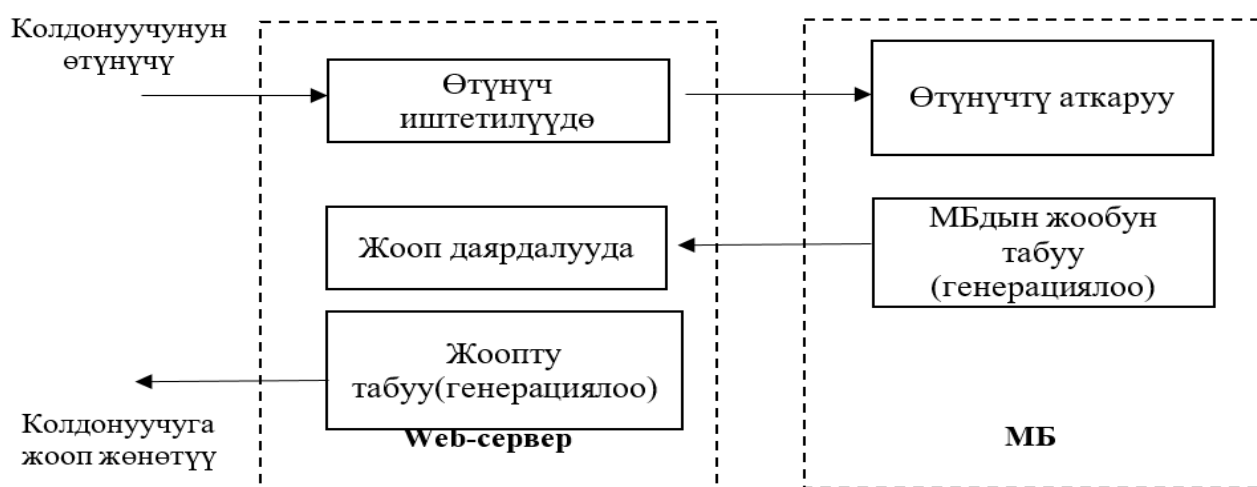 Колдонуучунун
өтүнүчү
Өтүнүч
иштетилүүдө
Өтүнүчтү аткаруу
Жооп даярдалууда
МБдын жообун
табуу
(генерациялоо)
Жоопту
табуу(генерациялоо)
Колдонуучуга
жооп жөнөтүү
Web-сервер
МБ